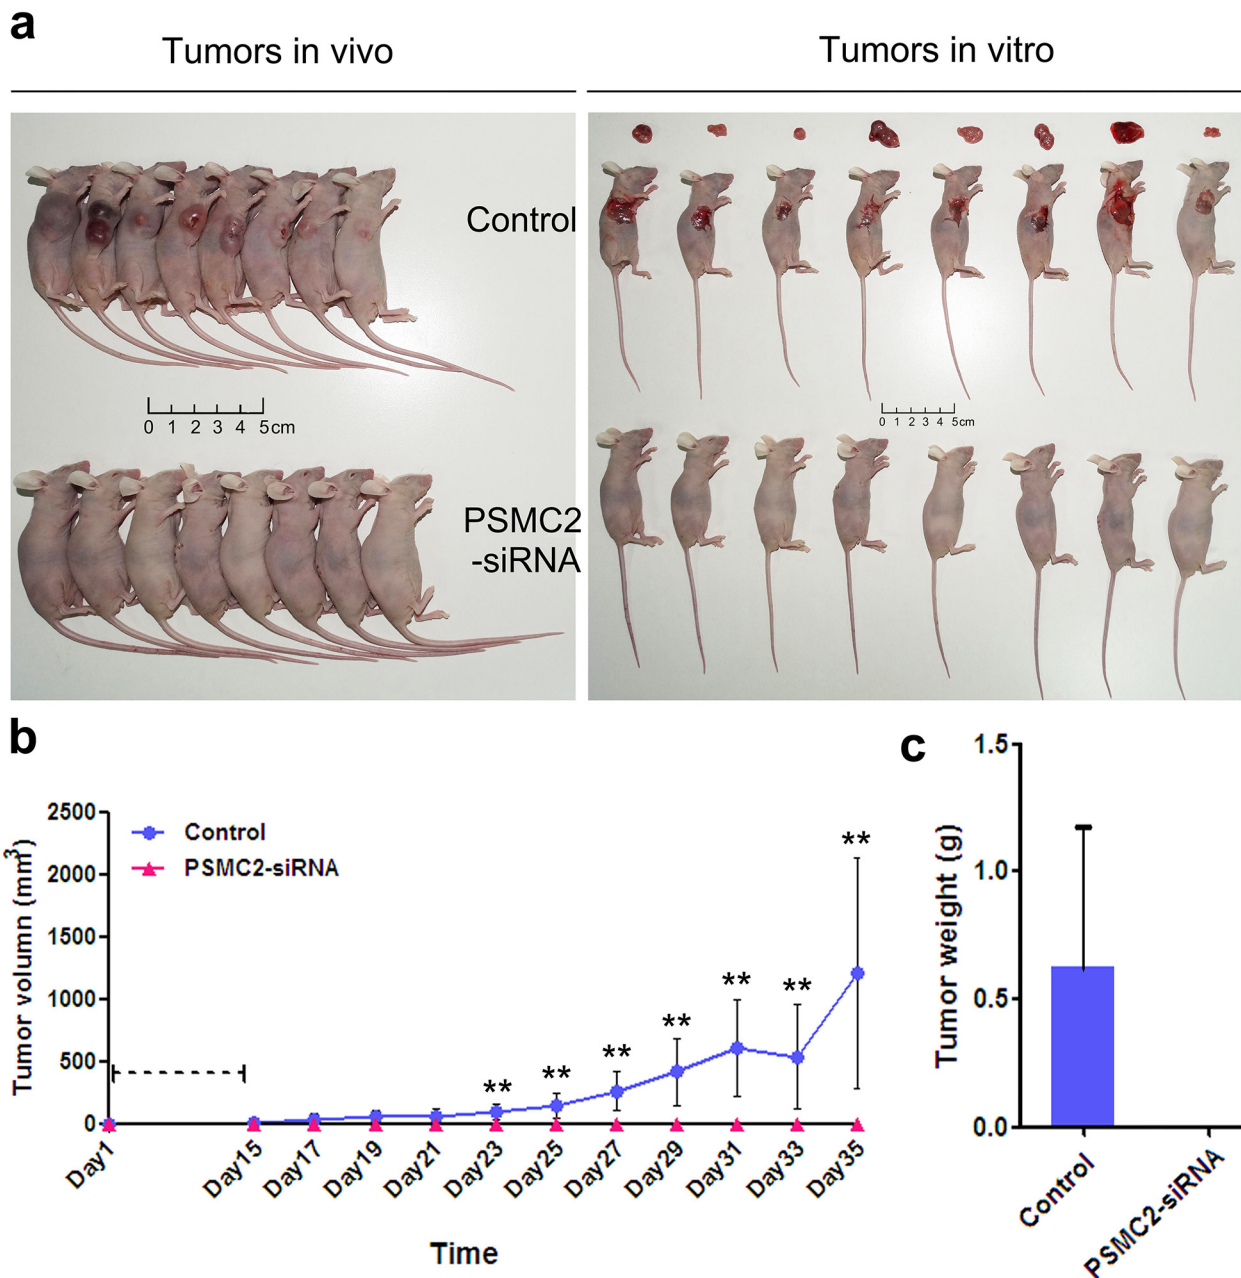 a
Tumors in vivo
Tumors in vitro
Control
0 1 2 3 4 5cm
0 1 2 3 4 5cm
PSMC2
-siRNA
b
Tumor volumn (mm3)
2500
2000
1500
1000
500
0
Control
PSMC2-siRNA
**
**
**
**
**
**
**
Day1
Day15
Day17
Day19
Day21
Day23
Day25
Day27
Day29
Day31
Day33
Day35
Time
c
Tumor weight (g)
1.5
1.0
0.5
0.0
Control
PSMC2-siRNA